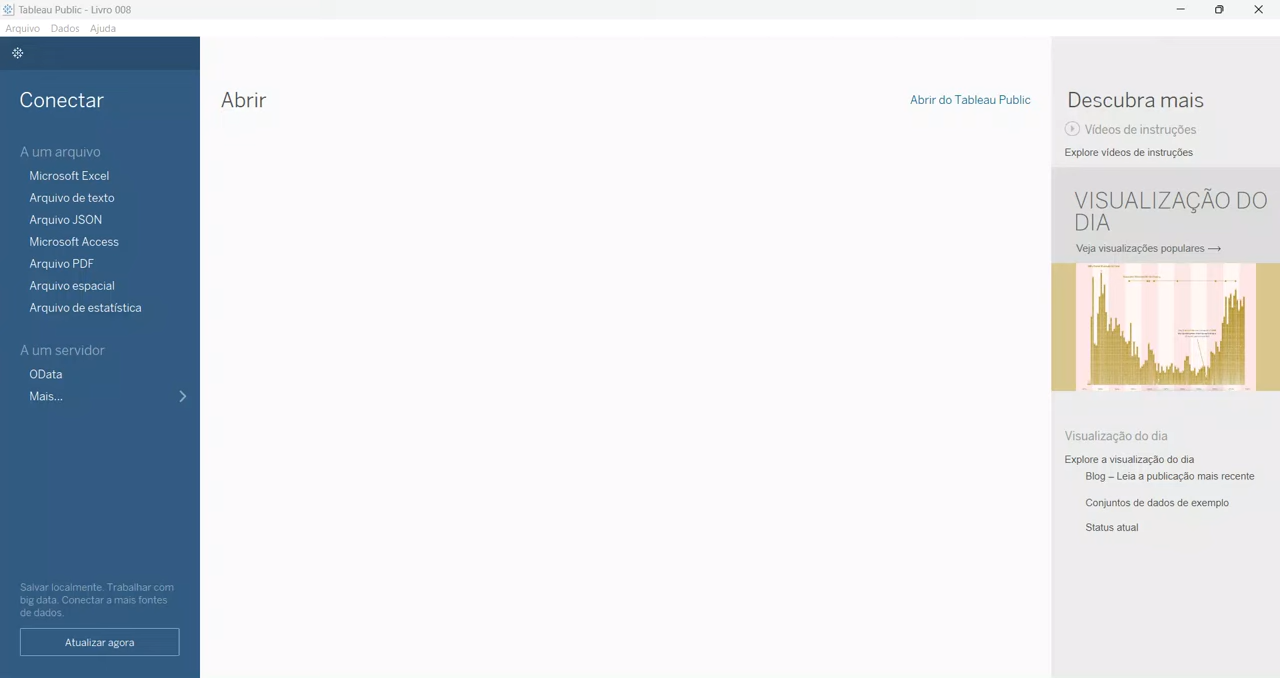 Tableau Public - Livro 008
Arquivo Dados Ajuda
Conectar
A um arquivo
Microsoft Excel
Arquivo de texto
Arquivo JSON
Microsoft Access
Arquivo PDF
Arquivo espacial
Arquivo de estatística
A um servidor
OData
Mais...
Salvar localmente. Trabalhar com
big data. Conectar a mais fontes
de dados.
Atualizar agora
Abrir
Abrir do Tableau Public
Descubra mais
Vídeos de instruções
Explore vídeos de instruções
VISUALIZAÇÃO DO
DIA
Veja visualizações populares
Visualização do dia
Explore a visualização do dia
Blog – Leia a publicação mais recente
Conjuntos de dados de exemplo
Status atual